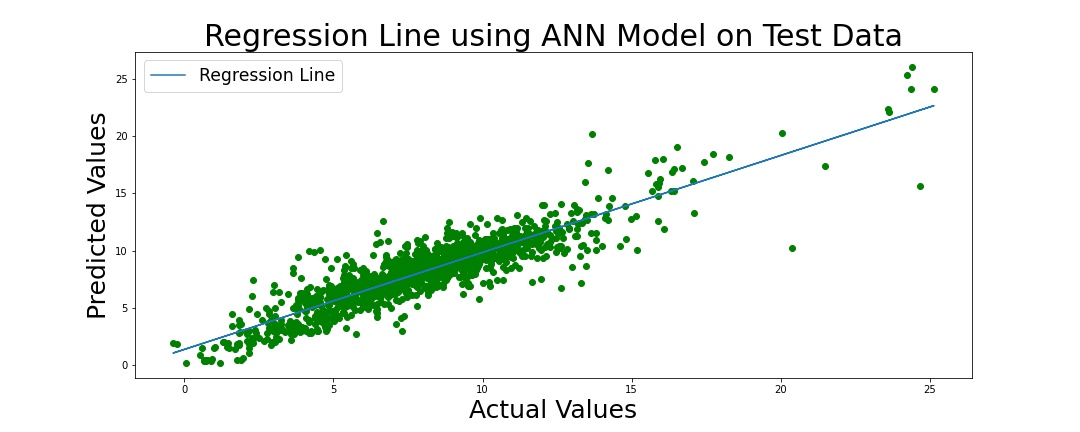 Regression Line using ANN Model on Test Data
Regression Line
Predicted Values
25
20
15
10
5
0
0 5 10 15 20 25
Actual Values